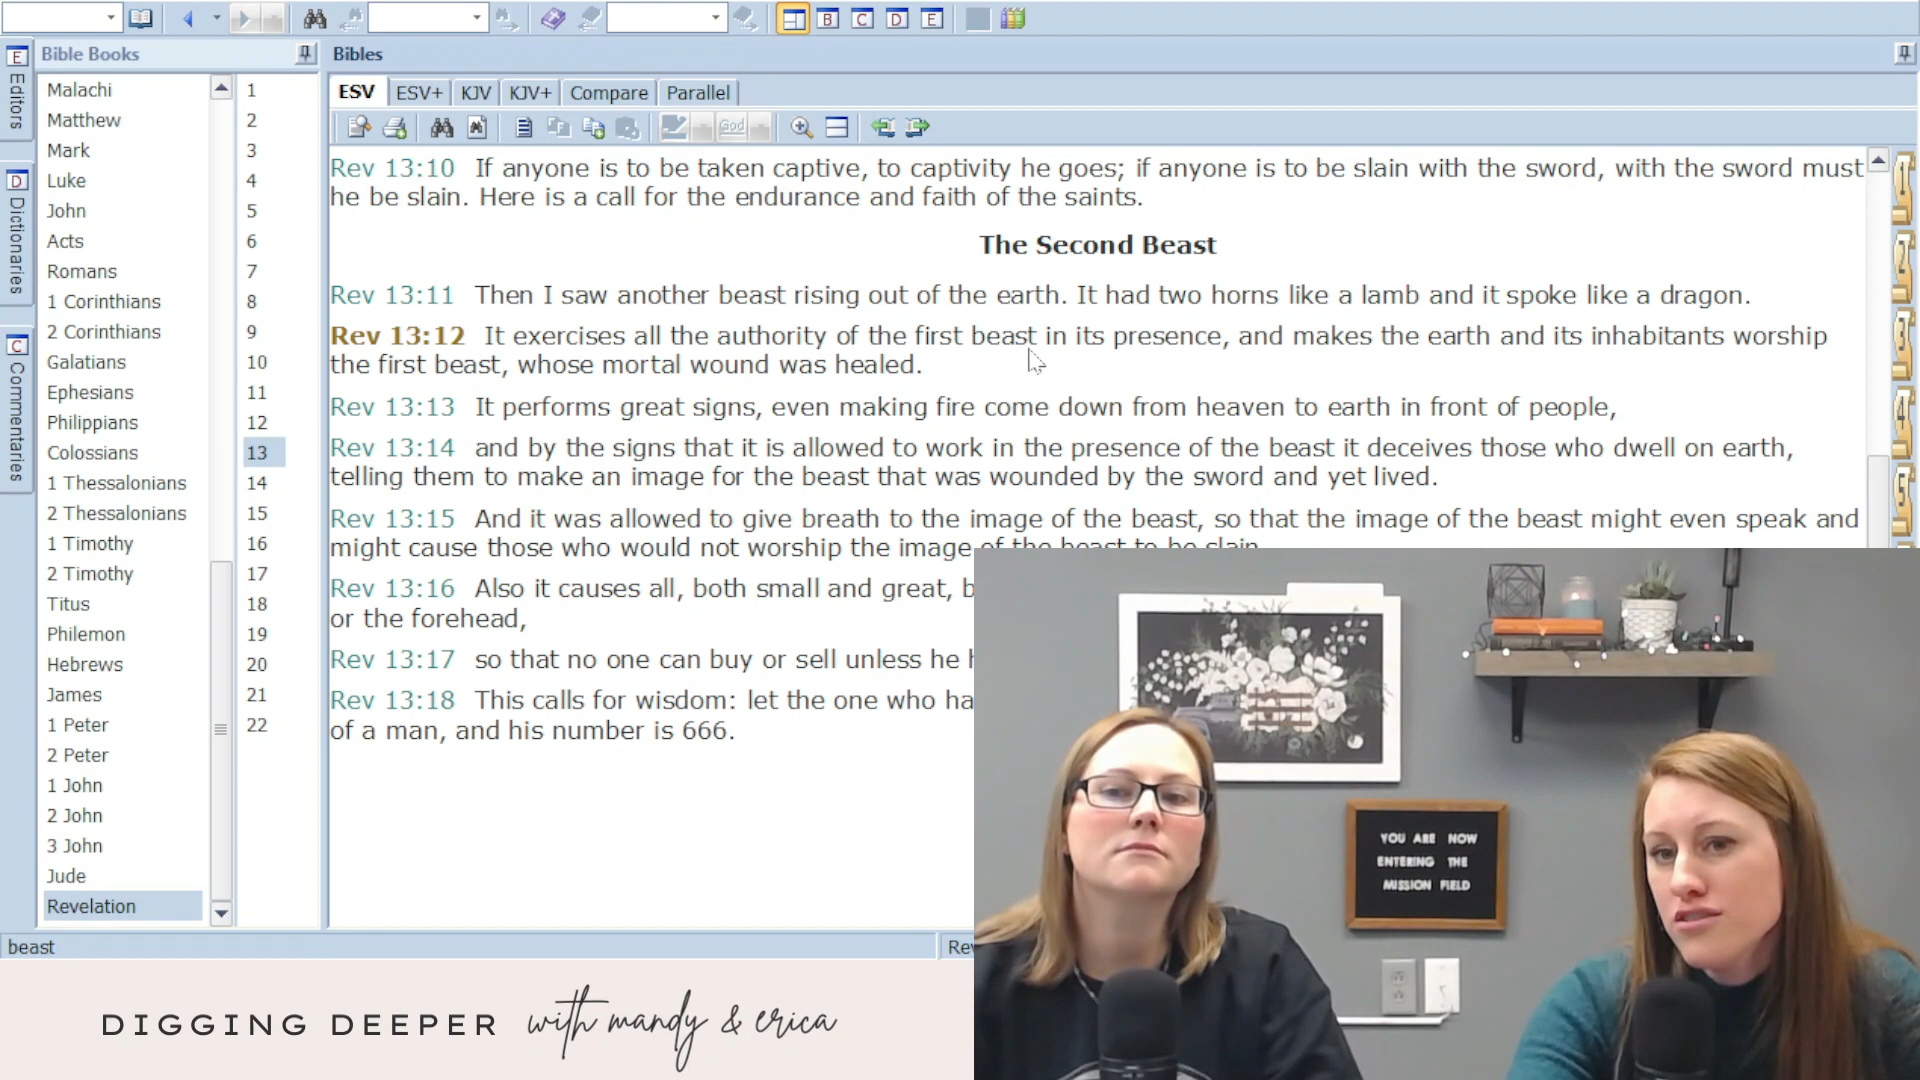 B C D E
Bible Books
Bibles
E Editors
D Dictionaries
C Commentaries
ESV ESV+ KJV KJV+ Compare Parallel
God
Malachi
Matthew
Mark
Luke
John
Acts
Romans
1 Corinthians
2 Corinthians
Galatians
Ephesians
Philippians
Colossians
1 Thessalonians
2 Thessalonians
1 Timothy
2 Timothy
Titus
Philemon
Hebrews
James
1 Peter
2 Peter
1 John
2 John
3 John
Jude
Revelation
1
2
3
4
5
6
7
8
9
10
11
12
13
14
15
16
17
18
19
20
21
22
Rev 13:10 If anyone is to be taken captive, to captivity he goes; if anyone is to be slain with the sword, with the sword must
he be slain. Here is a call for the endurance and faith of the saints.
The Second Beast
Rev 13:11 Then I saw another beast rising out of the earth. It had two horns like a lamb and it spoke like a dragon.
Rev 13:12 It exercises all the authority of the first beast in its presence, and makes the earth and its inhabitants worship
the first beast, whose mortal wound was healed.
Rev 13:13 It performs great signs, even making fire come down from heaven to earth in front of people,
Rev 13:14 and by the signs that it is allowed to work in the presence of the beast it deceives those who dwell on earth,
telling them to make an image for the beast that was wounded by the sword and yet lived.
Rev 13:15 And it was allowed to give breath to the image of the beast, so that the image of the beast might even speak and
might cause those who would not worship the image of the beast to be slain.
Rev 13:16 Also it causes all, both small and great, b
or the forehead,
Rev 13:17 so that no one can buy or sell unless he h
Rev 13:18 This calls for wisdom: let the one who ha
of a man, and his number is 666.
1
2
3
4
5
beast
Rev
YOU ARE NOW
ENTERING THE
MISSION FIELD
DIGGING DEEPER with mandy & erica